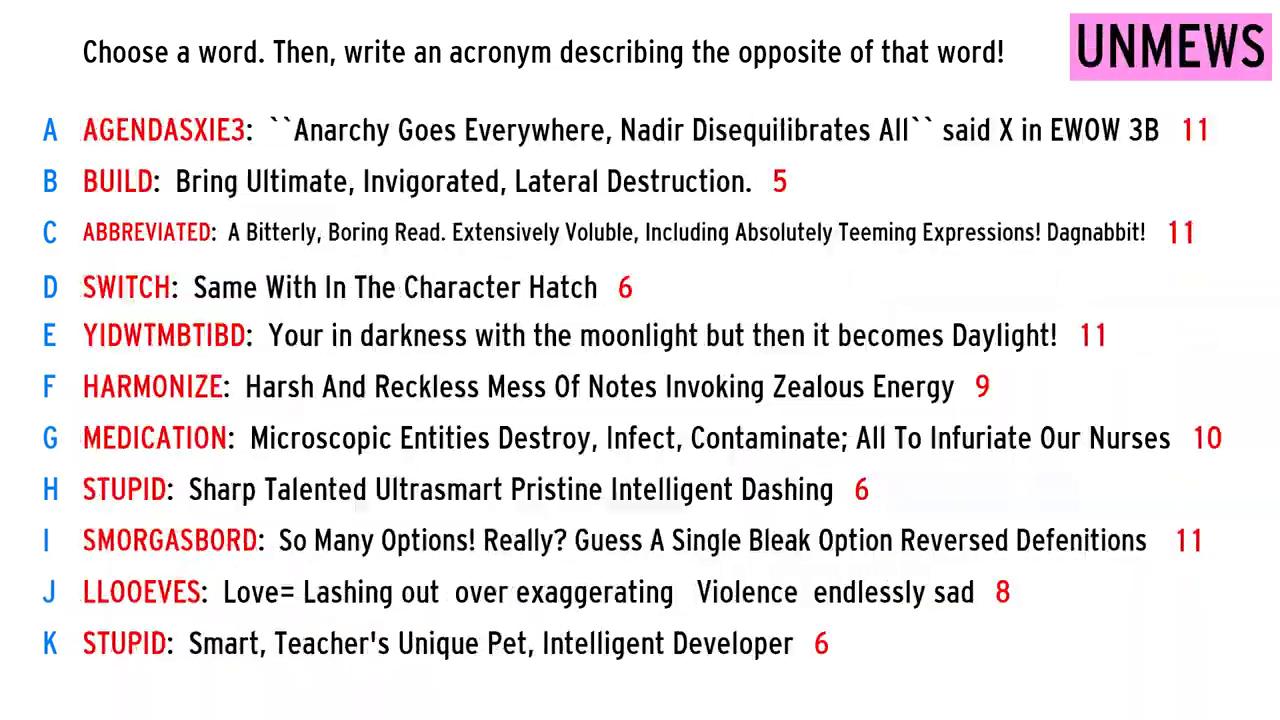 Choose a word. Then, write an acronym describing the opposite of that word!
UNMEWS
A AGENDASXIE3: ``Anarchy Goes Everywhere, Nadir Disequilibrates All`` said X in EWOW 3B 11
B BUILD: Bring Ultimate, Invigorated, Lateral Destruction. 5
C ABBREVIATED: A Bitterly, Boring Read. Extensively Voluble, Including Absolutely Teeming Expressions! Dagnabbit! 11
D SWITCH: Same With In The Character Hatch 6
E YIDWTMBTIBD: Your in darkness with the moonlight but then it becomes Daylight! 11
F HARMONIZE: Harsh And Reckless Mess Of Notes Invoking Zealous Energy 9
G MEDICATION: Microscopic Entities Destroy, Infect, Contaminate; All To Infuriate Our Nurses 10
H STUPID: Sharp Talented Ultrasmart Pristine Intelligent Dashing 6
I SMORGASBORD: So Many Options! Really? Guess A Single Bleak Option Reversed Defenitions 11
J LLOOEVES: Love= Lashing out over exaggerating Violence endlessly sad 8
K STUPID: Smart, Teacher's Unique Pet, Intelligent Developer 6